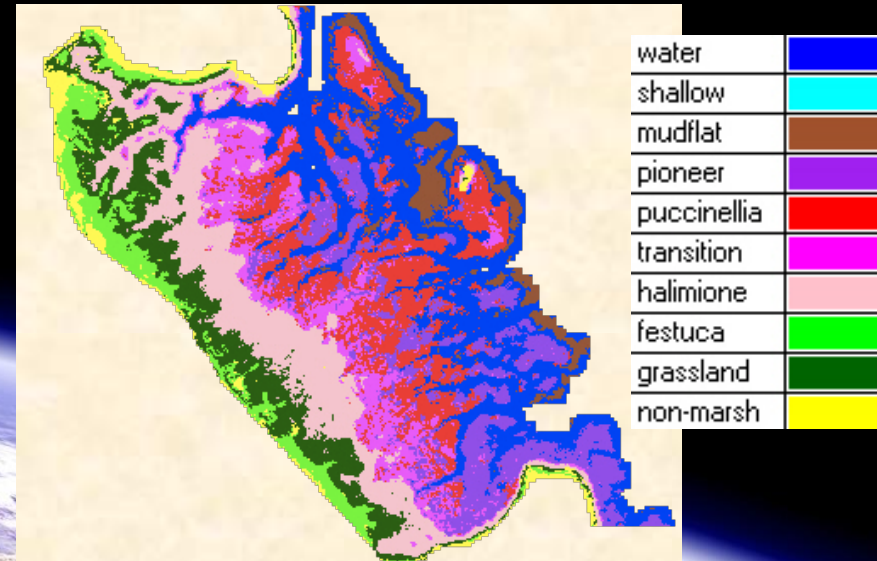 water
shallow
mudflat
pioneer
puccinellia
transition
halimione
festuca
grassland
non-marsh